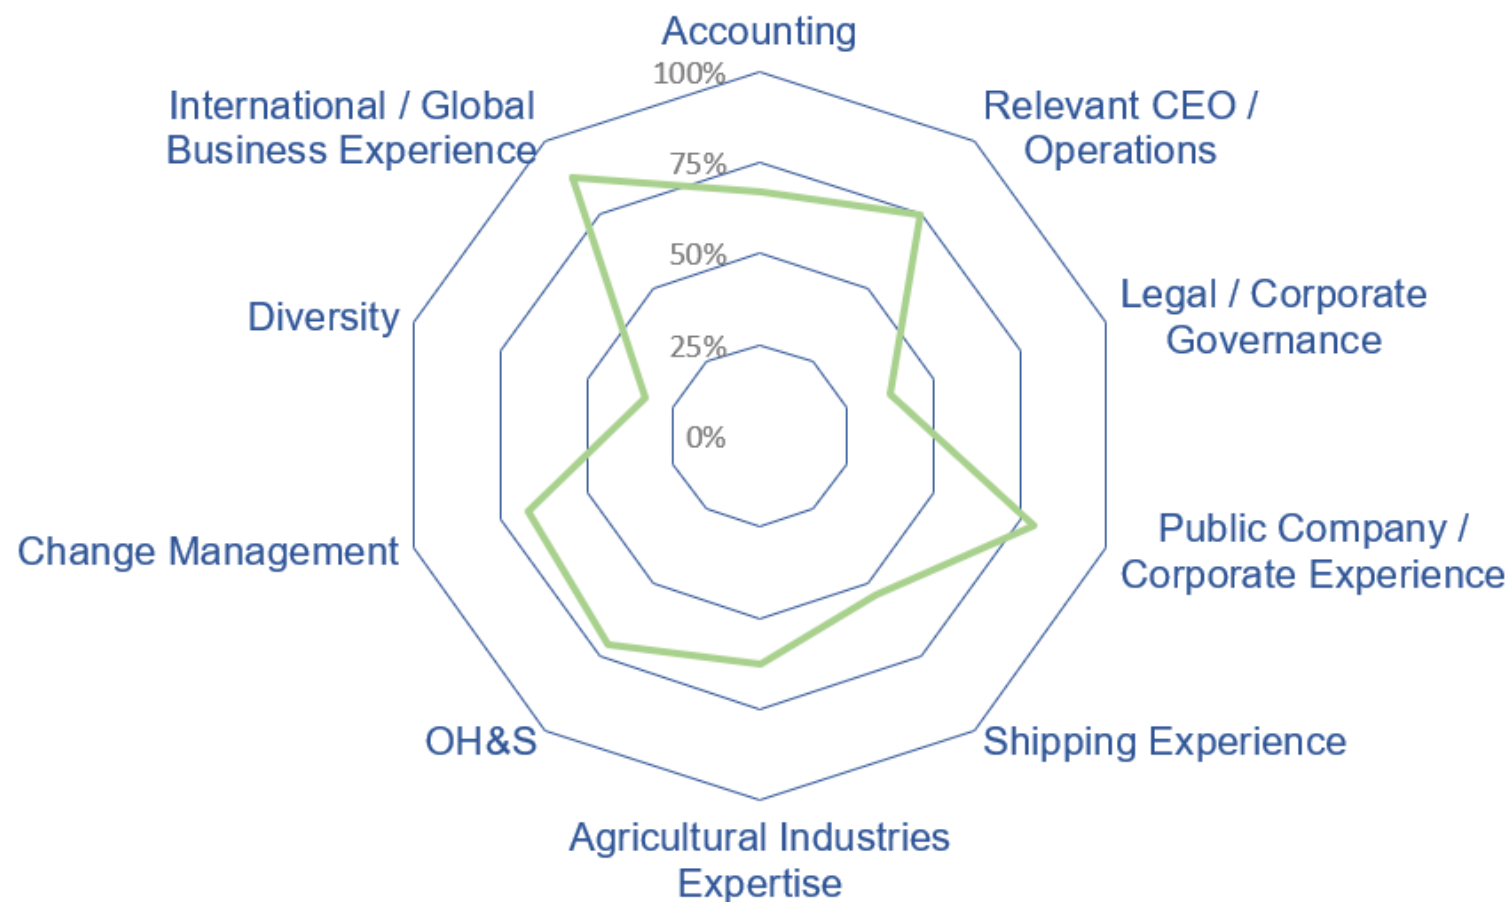 Accounting
100%
International / Global
Business Experience
Relevant CEO /
Operations
75%
50%
Legal / Corporate
Governance
Diversity
25%
0%
Public Company /
Corporate Experience
Change Management
OH&S
Shipping Experience
Agricultural Industries
Expertise